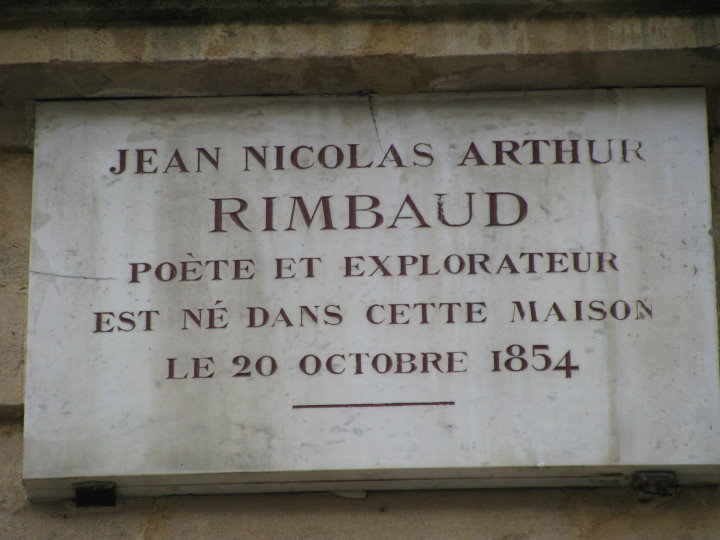 JEAN NICOLAS ARTHUR
RIMBAUD
POÈTE ET EXPLORATEUR
EST NÉ DANS CETTE MAISON
LE 20 OCTOBRE 1854